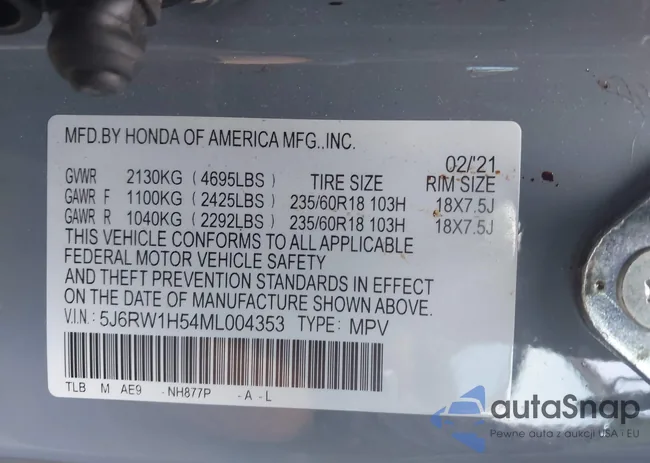 MFD.BY HONDA OF AMERICA MFG.,INC.
02/'21
GVWR 2130KG (4695LBS) TIRE SIZE RIM SIZE
GAWR F 1100KG (2425LBS) 235/60R18 103H 18X7.5J
GAWR R 1040KG (2292LBS) 235/60R18 103H 18X7.5J
THIS VEHICLE CONFORMS TO ALL APPLICABLE
FEDERAL MOTOR VEHICLE SAFETY
AND THEFT PREVENTION STANDARDS IN EFFECT
ON THE DATE OF MANUFACTURE SHOWN ABOVE.
V.I.N: 5J6RW1H54ML004353 TYPE: MPV
TLB M AE9 -NH877P -A-L
autaSnap
Pewne auta z aukcji USA i EU